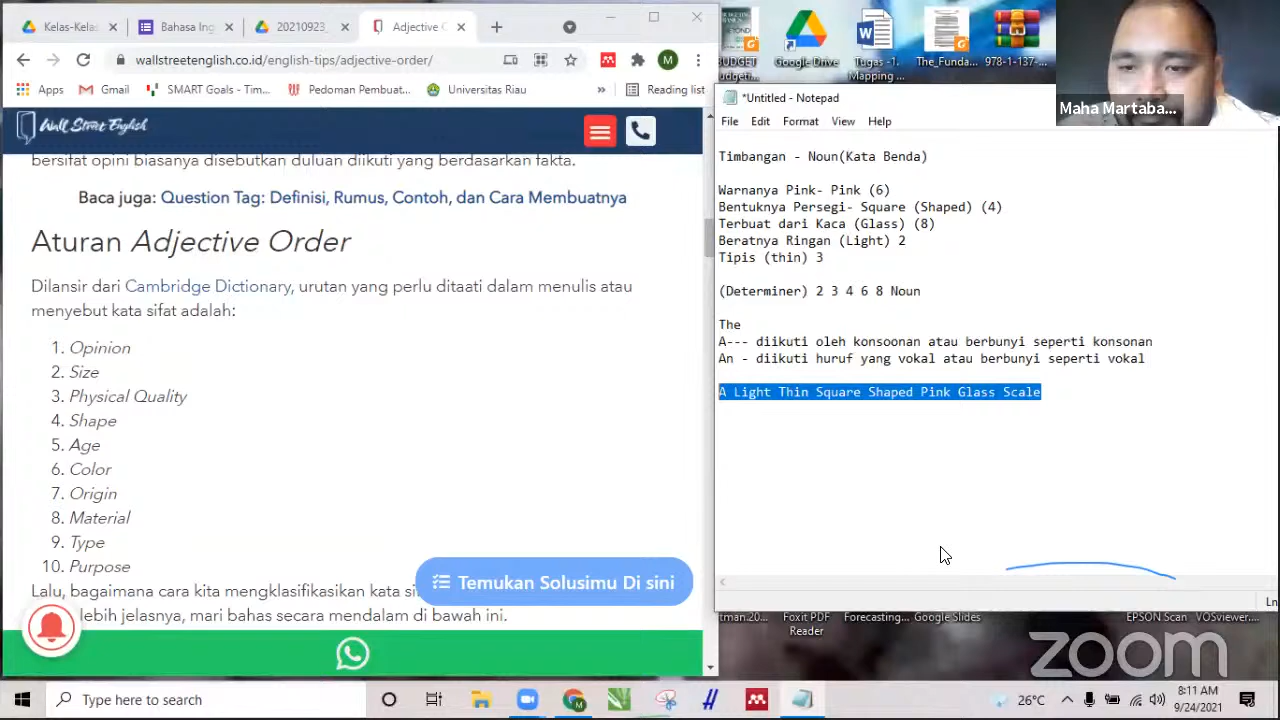 Kelas-Kelas
20210923
Adjective
wallstreetenglish.co.id/english-tips/adjective-order/
M
Apps
Gmail
SMART Goals - Tim...
Pedoman Pembuat...
Universitas Riau
»
Reading list
Wall Street English
bersifat opini biasanya disebutkan duluan diikuti yang berdasarkan fakta.
Baca juga: Question Tag: Definisi, Rumus, Contoh, dan Cara Membuatnya
Aturan Adjective Order
Dilansir dari Cambridge Dictionary, urutan yang perlu ditaati dalam menulis atau
menyebut kata sifat adalah:
1. Opinion
2. Size
3. Physical Quality
4. Shape
5. Age
6. Color
7. Origin
8. Material
9. Type
10. Purpose
Lalu, bagaimana cara kita mengklasifikasikan kata
lebih jelasnya, mari bahas secara mendalam di bawah ini.
Temukan Solusimu Di sini
BUDGET
Google Drive
Tugas -1.
Mapping ...
The_Funda...
978-1-137-...
Maha Martaba...
*Untitled - Notepad
File Edit Format View Help
Timbangan - Noun(Kata Benda)
Warnanya Pink- Pink (6)
Bentuknya Persegi- Square (Shaped) (4)
Terbuat dari Kaca (Glass) (8)
Beratnya Ringan (Light) 2
Tipis (thin) 3
(Determiner) 2 3 4 6 8 Noun
The
A--- diikuti oleh konsoonan atau berbunyi seperti konsonan
An - diikuti huruf yang vokal atau berbunyi seperti vokal
A Light Thin Square Shaped Pink Glass Scale
Ln
tman.20...
Foxit PDF
Reader
Forecasting...
Google Slides
EPSON Scan
VOSviewer....
zoom
Type here to search
26°C
8:11 AM
9/24/2021